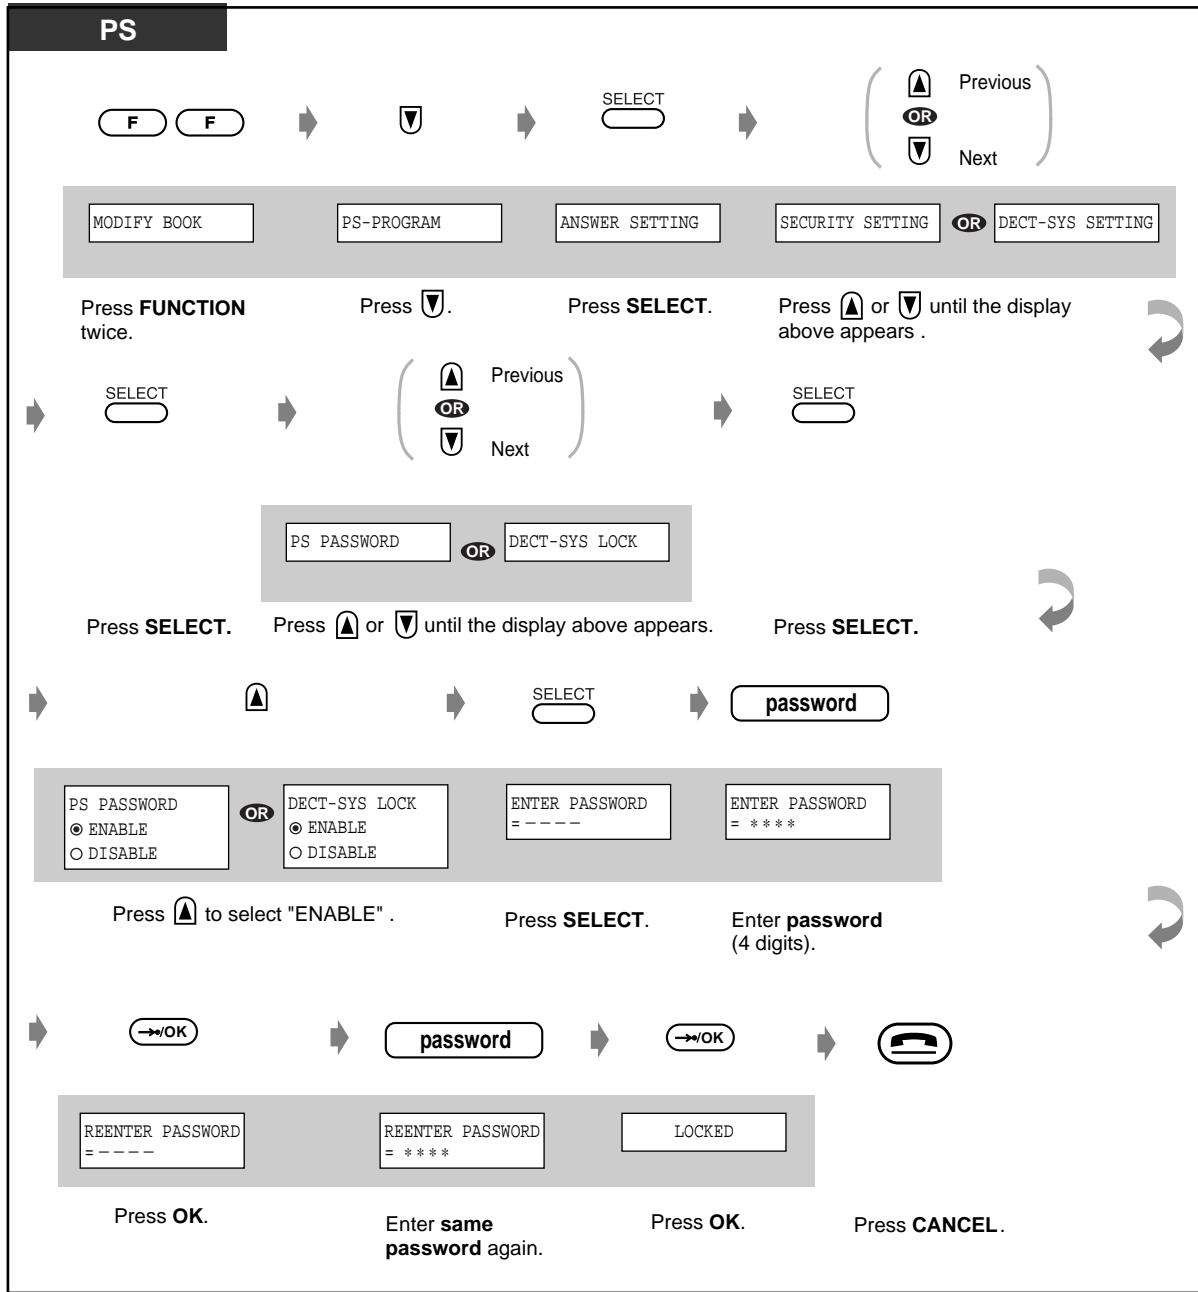 PS
F F
SELECT
Previous
OR
Next
MODIFY BOOK
PS-PROGRAM
ANSWER SETTING
SECURITY SETTING OR DECT-SYS SETTING
Press FUNCTION
twice.
Press .
Press SELECT.
Press or until the display
above appears .
SELECT
Previous
OR
Next
SELECT
PS PASSWORD OR DECT-SYS LOCK
Press SELECT.
Press or until the display above appears.
Press SELECT.
SELECT
password
PS PASSWORD
ENABLE
DISABLE
OR
DECT-SYS LOCK
ENABLE
DISABLE
ENTER PASSWORD
= – – – –
ENTER PASSWORD
= ****
Press to select "ENABLE" .
Press SELECT.
Enter password
(4 digits).
/OK
password
/OK
REENTER PASSWORD
= – – – –
REENTER PASSWORD
= ****
LOCKED
Press OK.
Enter same
password again.
Press OK.
Press CANCEL.